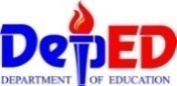 DepED
DEPARTMENT OF EDUCATION